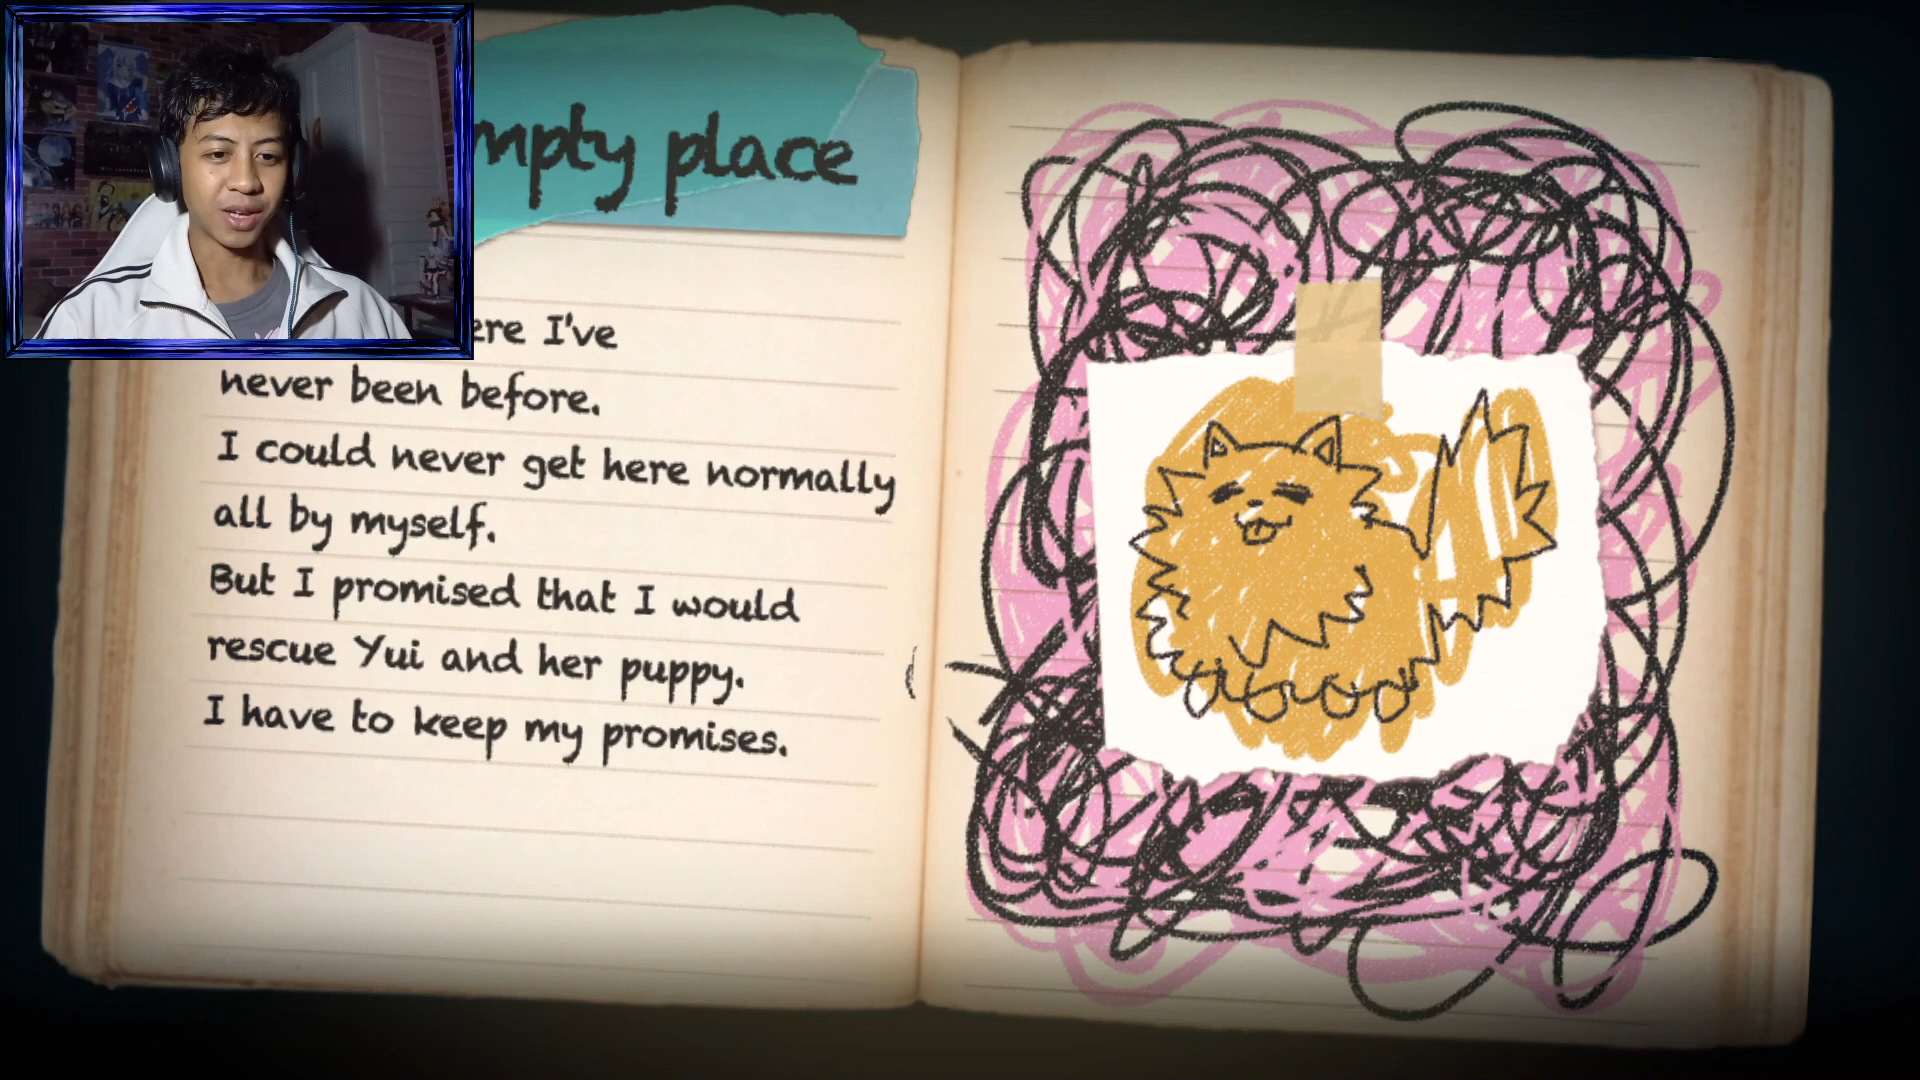 mpty place
ere I've
never been before.
I could never get here normally
all by myself.
But I promised that I would
rescue Yui and her puppy.
I have to keep my promises.